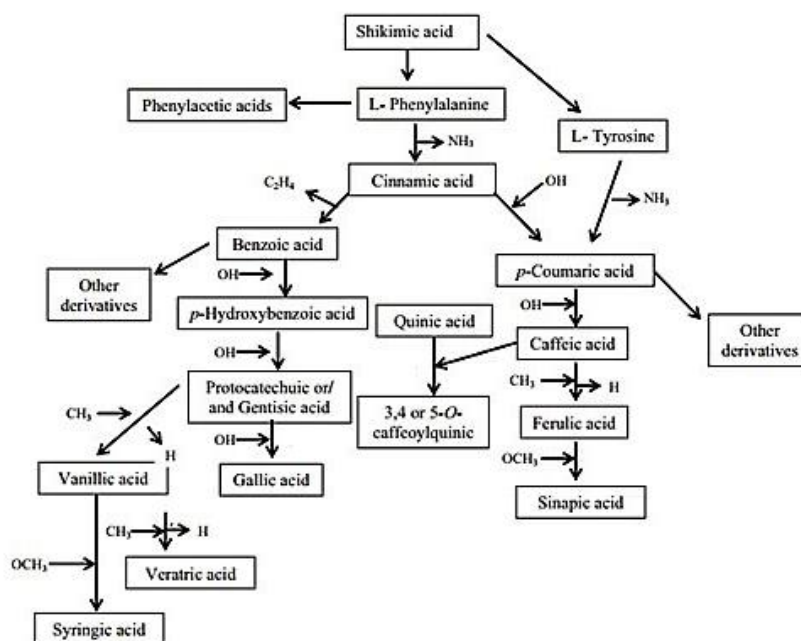 Shikimic acid
Phenylacetic acids
L- Phenylalanine
L- Tyrosine
NH₃
C₂H₄
Cinnamic acid
OH
NH₃
Benzoic acid
p-Coumaric acid
OH
Other
derivatives
OH
p-Hydroxybenzoic acid
Quinic acid
Caffeic acid
Other
derivatives
OH
Protocatechuic or/
and Gentisic acid
CH₃
H
3,4 or 5-O-
caffeoylquinic
CH₃
H
Ferulic acid
OH
Vanillic acid
Gallic acid
OCH₃
Sinapic acid
CH₃
H
OCH₃
Veratric acid
Syringic acid